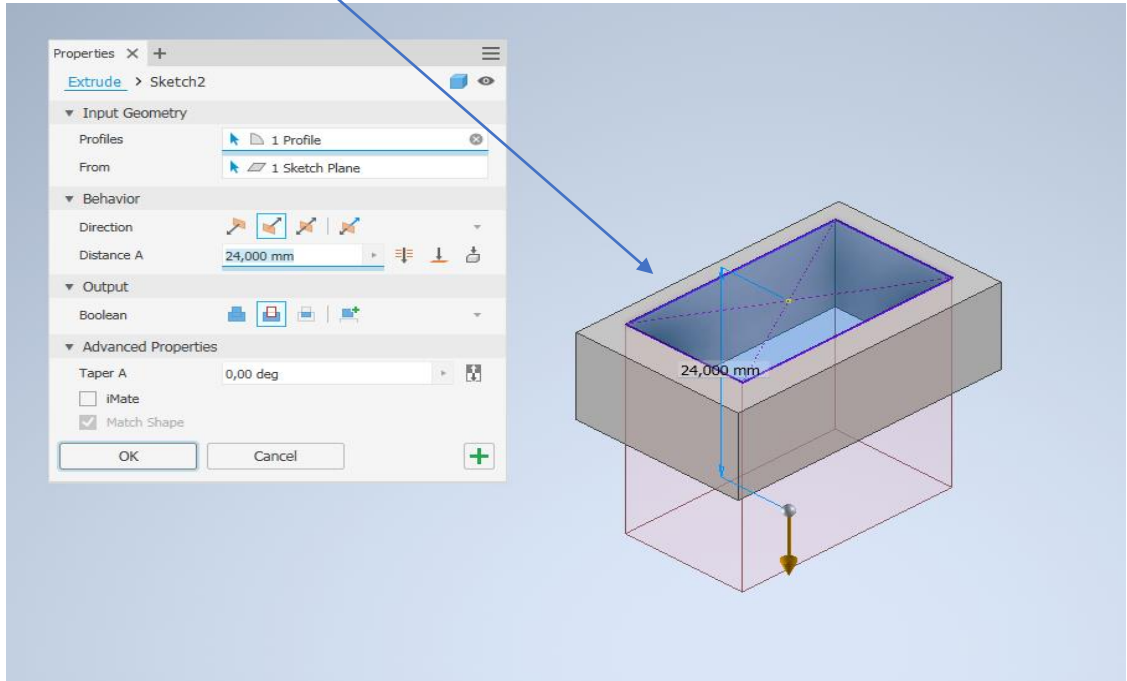 Properties
Extrude > Sketch2
Input Geometry
Profiles 1 Profile
From 1 Sketch Plane
Behavior
Direction
Distance A 24,000 mm
Output
Boolean
Advanced Properties
Taper A 0,00 deg
iMate
Match Shape
OK Cancel
24,000 mm